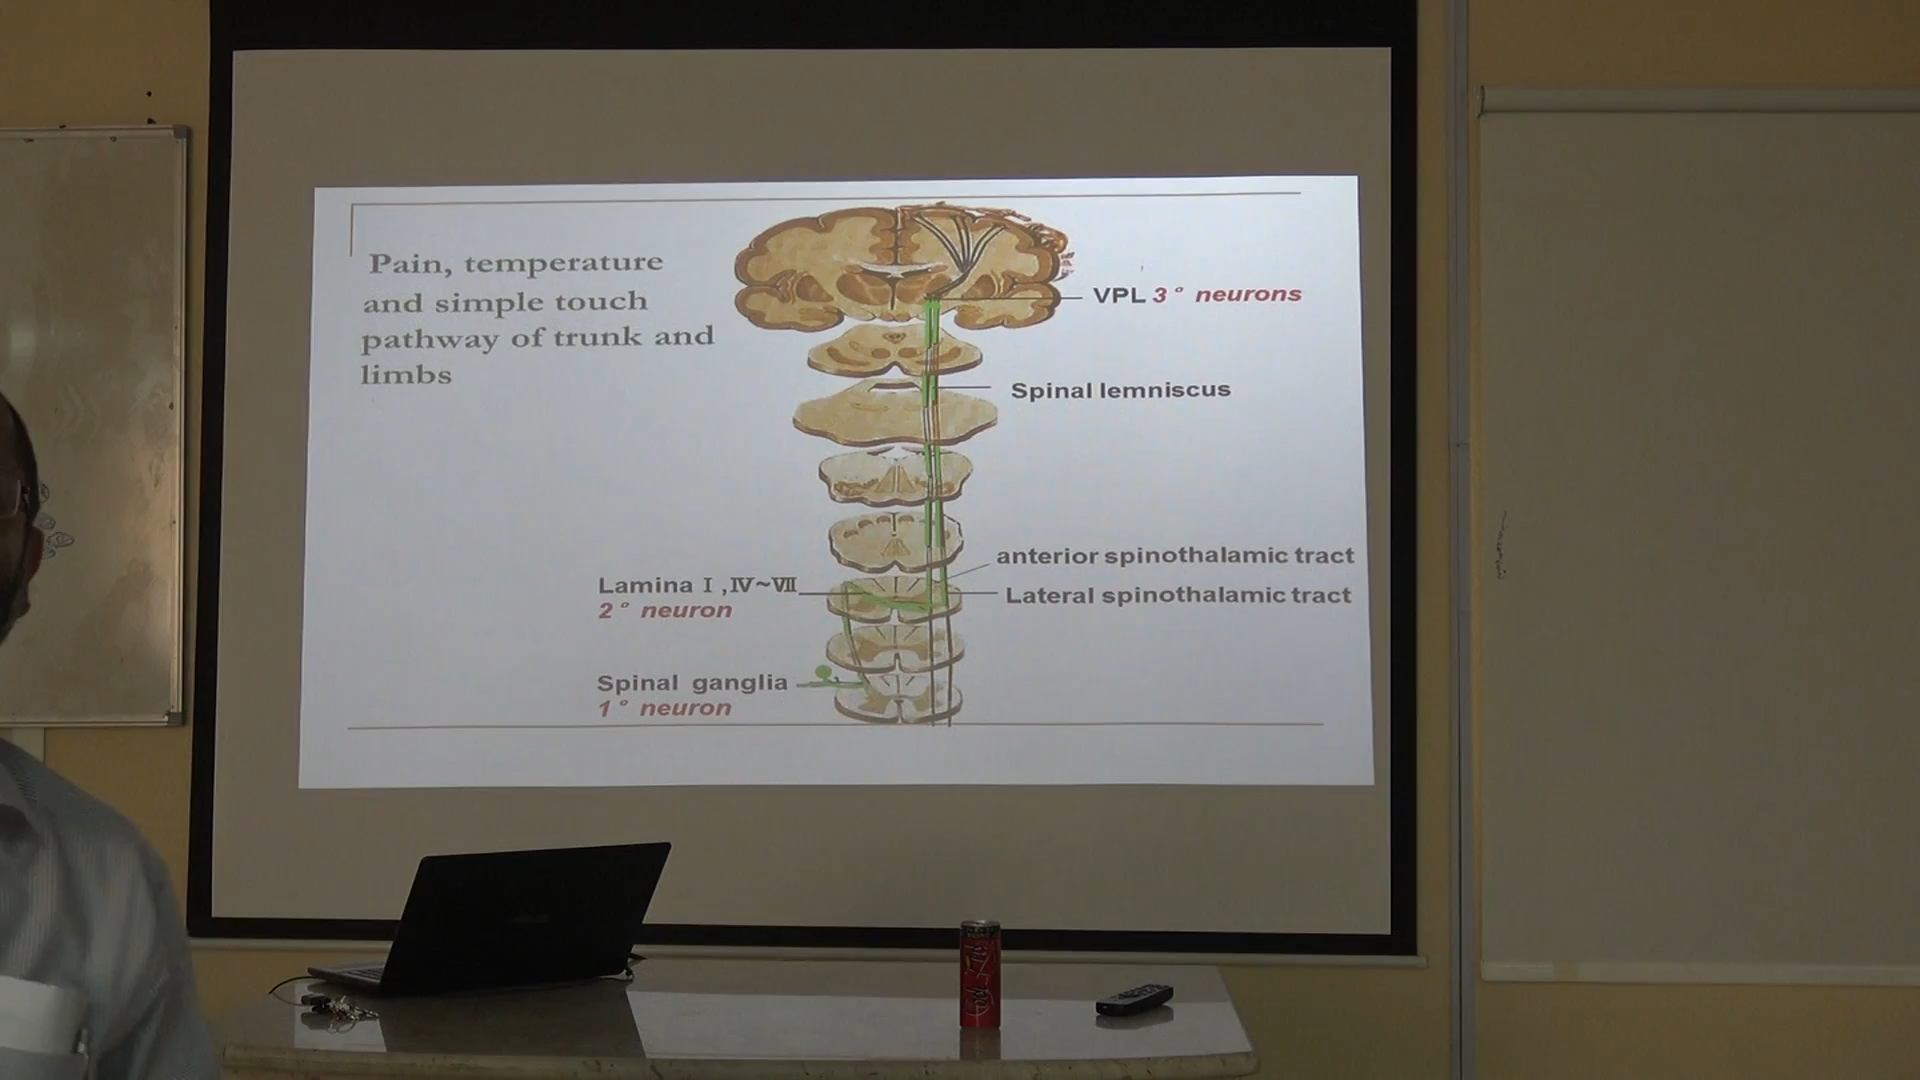 Pain, temperature
and simple touch
pathway of trunk and
limbs
VPL 3° neurons
Spinal lemniscus
anterior spinothalamic tract
Lamina Ⅰ,Ⅳ~Ⅶ
2° neuron
Lateral spinothalamic tract
Spinal ganglia
1° neuron